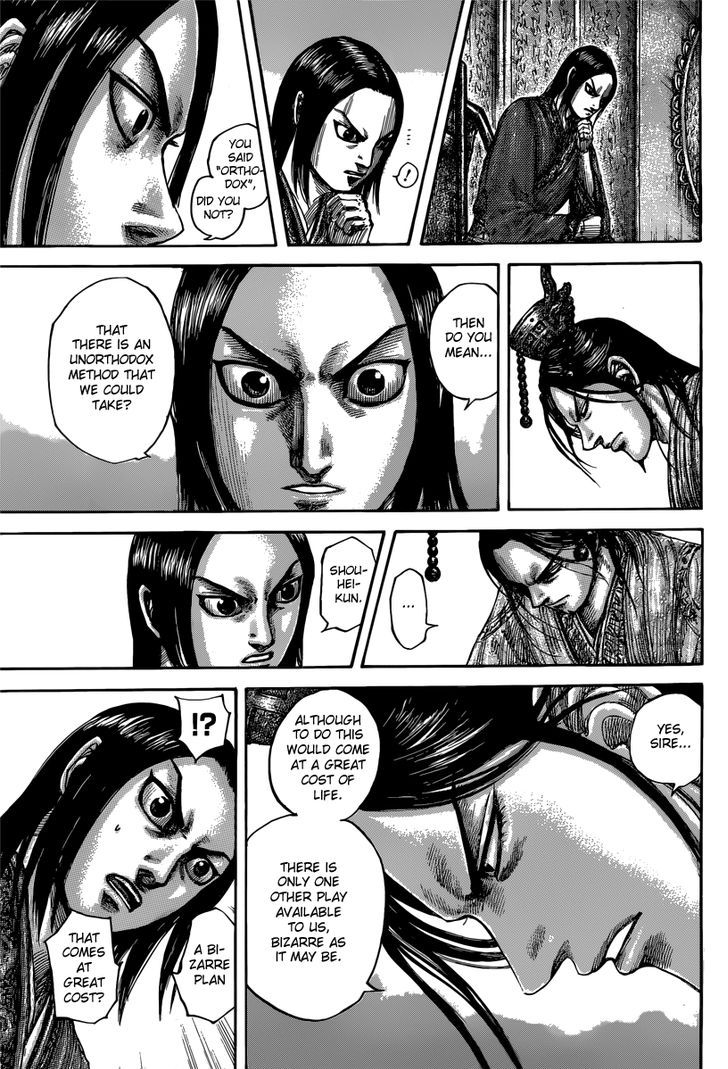 !
YOU
SAID
"ORTHO-
DOX",
DID YOU
NOT?
THEN
DO YOU
MEAN...
THAT
THERE IS AN
UNORTHODOX
METHOD THAT
WE COULD
TAKE?
...
SHOU-
HEI-
KUN.
YES,
SIRE...
ALTHOUGH
TO DO THIS
WOULD COME
AT A GREAT
COST OF
LIFE.
THERE IS
ONLY ONE
OTHER PLAY
AVAILABLE
TO US,
BIZARRE AS
IT MAY BE.
!?
A BI-
ZARRE
PLAN
THAT
COMES
AT
GREAT
COST?